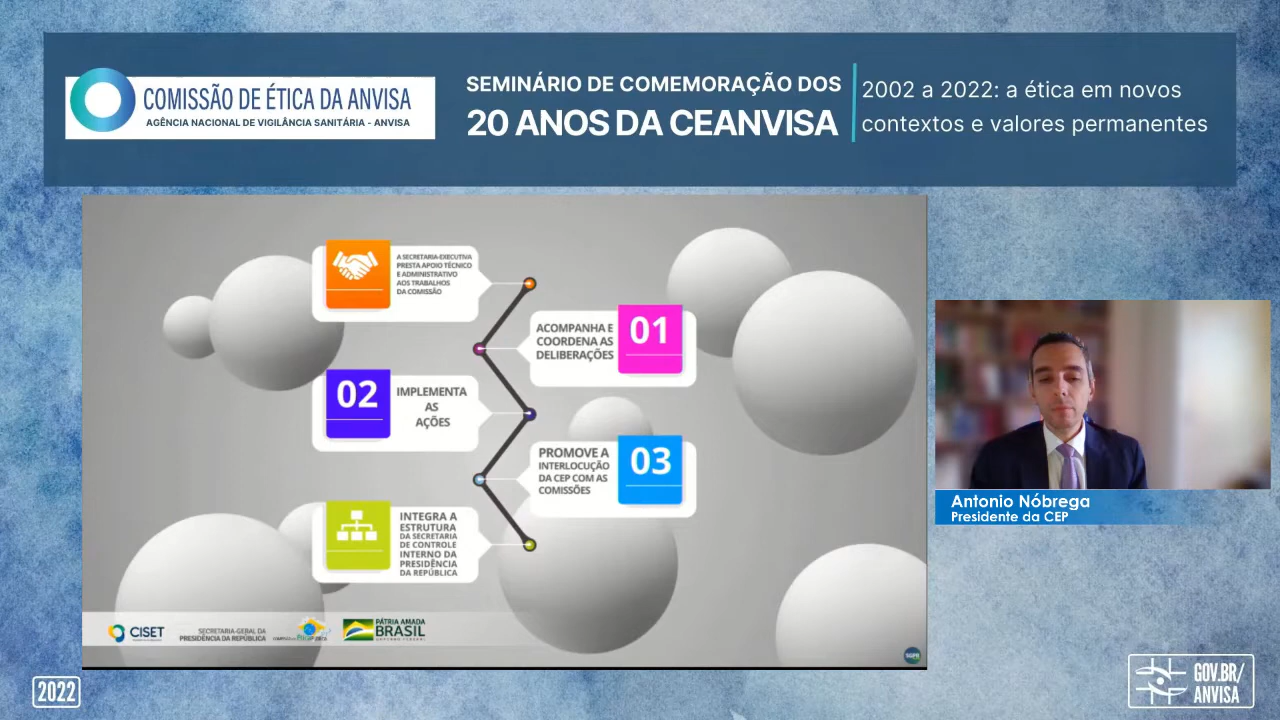 COMISSÃO DE ÉTICA DA ANVISA
AGÊNCIA NACIONAL DE VIGILÂNCIA SANITÁRIA - ANVISA
SEMINÁRIO DE COMEMORAÇÃO DOS
20 ANOS DA CEANVISA
2002 a 2022: a ética em novos
contextos e valores permanentes
A SECRETARIA-EXECUTIVA
PRESTA APOIO TÉCNICO
E ADMINISTRATIVO
AOS TRABALHOS
DA COMISSÃO
ACOMPANHA E
COORDENA AS
DELIBERAÇÕES
01
02
IMPLEMENTA
AS
AÇÕES
PROMOVE A
INTERLOCUÇÃO
DA CEP COM AS
COMISSÕES
03
INTEGRA A
ESTRUTURA
DA SECRETARIA
DE CONTROLE
INTERNO DA
PRESIDÊNCIA
DA REPÚBLICA
CISET
SECRETARIA-GERAL DA
PRESIDÊNCIA DA REPÚBLICA
PÁTRIA AMADA
BRASIL
GOVERNO FEDERAL
SGPR
Antonio Nóbrega
Presidente da CEP
2022
GOV.BR/
ANVISA